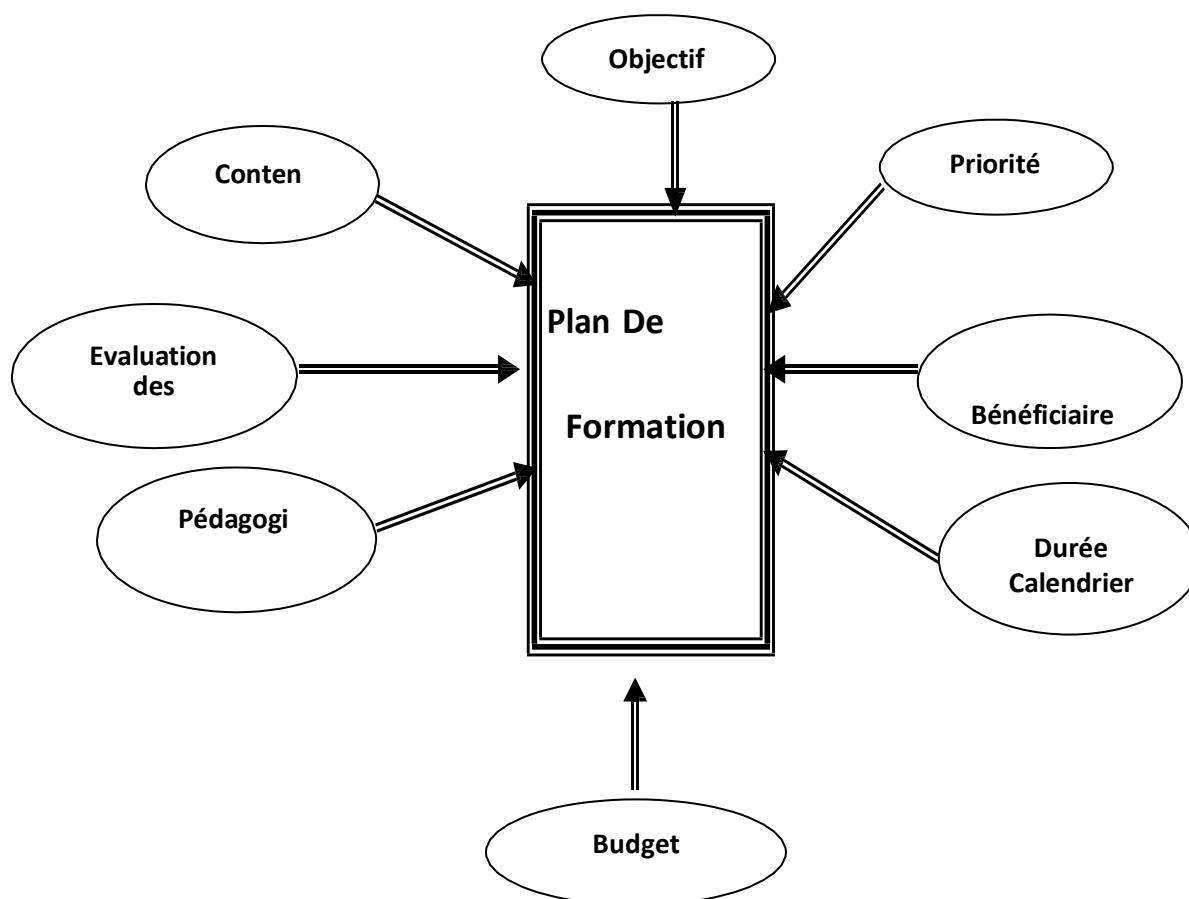 Objectif
Conten
Priorité
Plan De
Formation
Evaluation
des
Bénéficiaire
Pédagogi
Durée
Calendrier
Budget